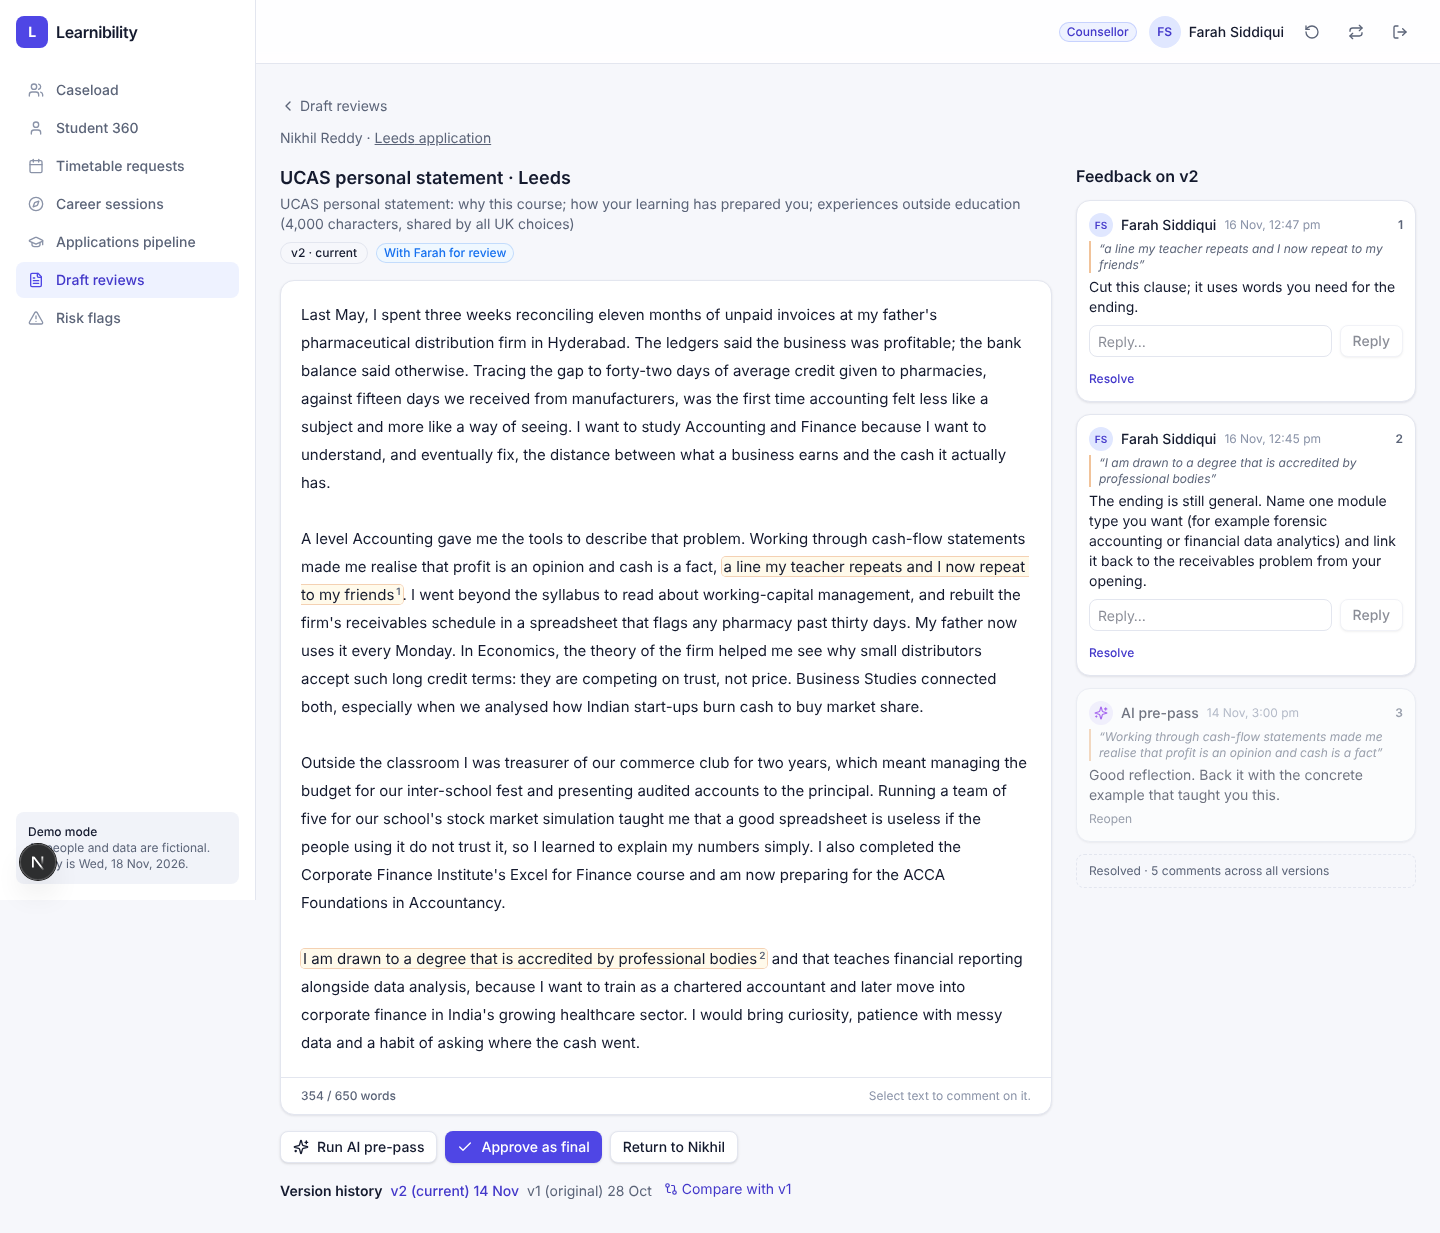 L Learnibility
Caseload
Student 360
Timetable requests
Career sessions
Applications pipeline
Draft reviews
Risk flags
Demo mode
people and data are fictional.
y is Wed, 18 Nov, 2026.
N
Counsellor FS Farah Siddiqui
Draft reviews
Nikhil Reddy · Leeds application
UCAS personal statement · Leeds
UCAS personal statement: why this course; how your learning has prepared you; experiences outside education
(4,000 characters, shared by all UK choices)
v2 · current With Farah for review
Last May, I spent three weeks reconciling eleven months of unpaid invoices at my father's
pharmaceutical distribution firm in Hyderabad. The ledgers said the business was profitable; the bank
balance said otherwise. Tracing the gap to forty-two days of average credit given to pharmacies,
against fifteen days we received from manufacturers, was the first time accounting felt less like a
subject and more like a way of seeing. I want to study Accounting and Finance because I want to
understand, and eventually fix, the distance between what a business earns and the cash it actually
has.
A level Accounting gave me the tools to describe that problem. Working through cash-flow statements
made me realise that profit is an opinion and cash is a fact, a line my teacher repeats and I now repeat
to my friends 1. I went beyond the syllabus to read about working-capital management, and rebuilt the
firm's receivables schedule in a spreadsheet that flags any pharmacy past thirty days. My father now
uses it every Monday. In Economics, the theory of the firm helped me see why small distributors
accept such long credit terms: they are competing on trust, not price. Business Studies connected
both, especially when we analysed how Indian start-ups burn cash to buy market share.
Outside the classroom I was treasurer of our commerce club for two years, which meant managing the
budget for our inter-school fest and presenting audited accounts to the principal. Running a team of
five for our school's stock market simulation taught me that a good spreadsheet is useless if the
people using it do not trust it, so I learned to explain my numbers simply. I also completed the
Corporate Finance Institute's Excel for Finance course and am now preparing for the ACCA
Foundations in Accountancy.
I am drawn to a degree that is accredited by professional bodies 2 and that teaches financial reporting
alongside data analysis, because I want to train as a chartered accountant and later move into
corporate finance in India's growing healthcare sector. I would bring curiosity, patience with messy
data and a habit of asking where the cash went.
354 / 650 words Select text to comment on it.
Run AI pre-pass Approve as final Return to Nikhil
Version history v2 (current) 14 Nov v1 (original) 28 Oct Compare with v1
Feedback on v2
FS Farah Siddiqui 16 Nov, 12:47 pm 1
“a line my teacher repeats and I now repeat to my
friends”
Cut this clause; it uses words you need for the
ending.
Reply... Reply
Resolve
FS Farah Siddiqui 16 Nov, 12:45 pm 2
“I am drawn to a degree that is accredited by
professional bodies”
The ending is still general. Name one module
type you want (for example forensic
accounting or financial data analytics) and link
it back to the receivables problem from your
opening.
Reply... Reply
Resolve
AI pre-pass 14 Nov, 3:00 pm 3
“Working through cash-flow statements made me
realise that profit is an opinion and cash is a fact”
Good reflection. Back it with the concrete
example that taught you this.
Reopen
Resolved · 5 comments across all versions